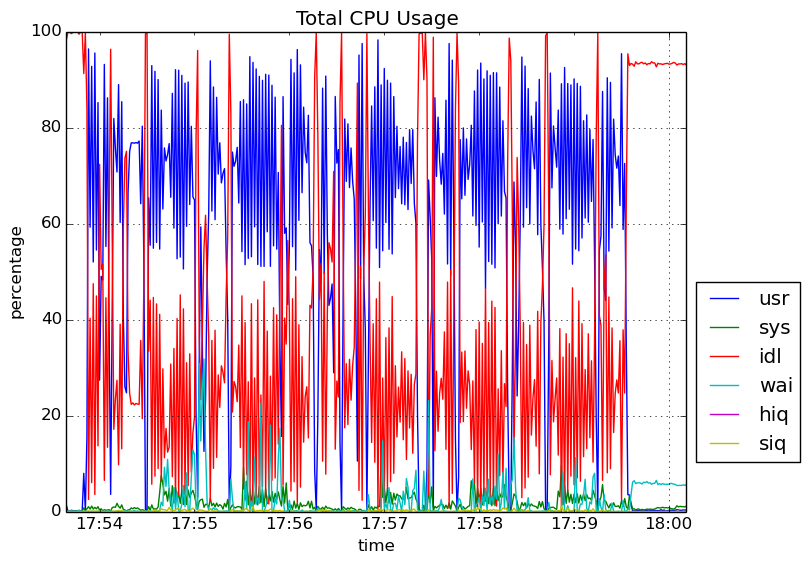 Total CPU Usage
100
80
60
40
20
0
percentage
17:54 17:55 17:56 17:57 17:58 17:59 18:00
time
usr
sys
idl
wai
hiq
siq